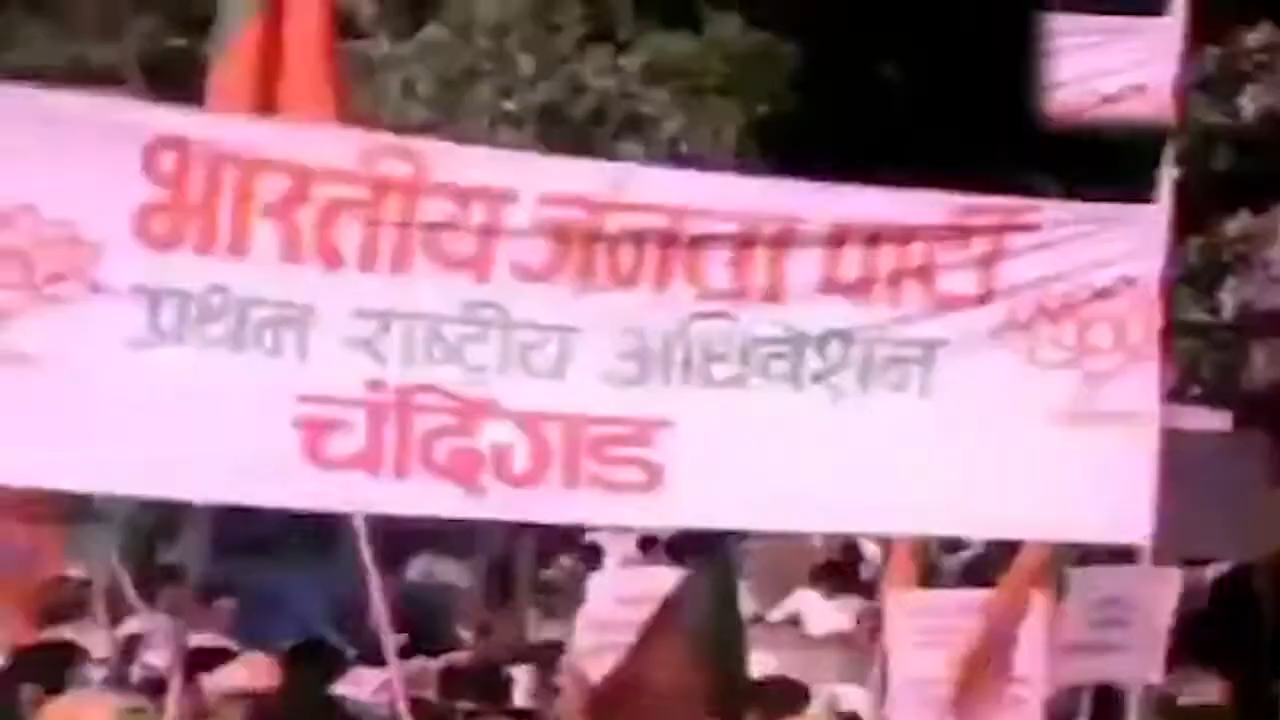 भारतीय जनता पार्टी
प्रथम राष्ट्रीय अधिवेशन
चंदिगड